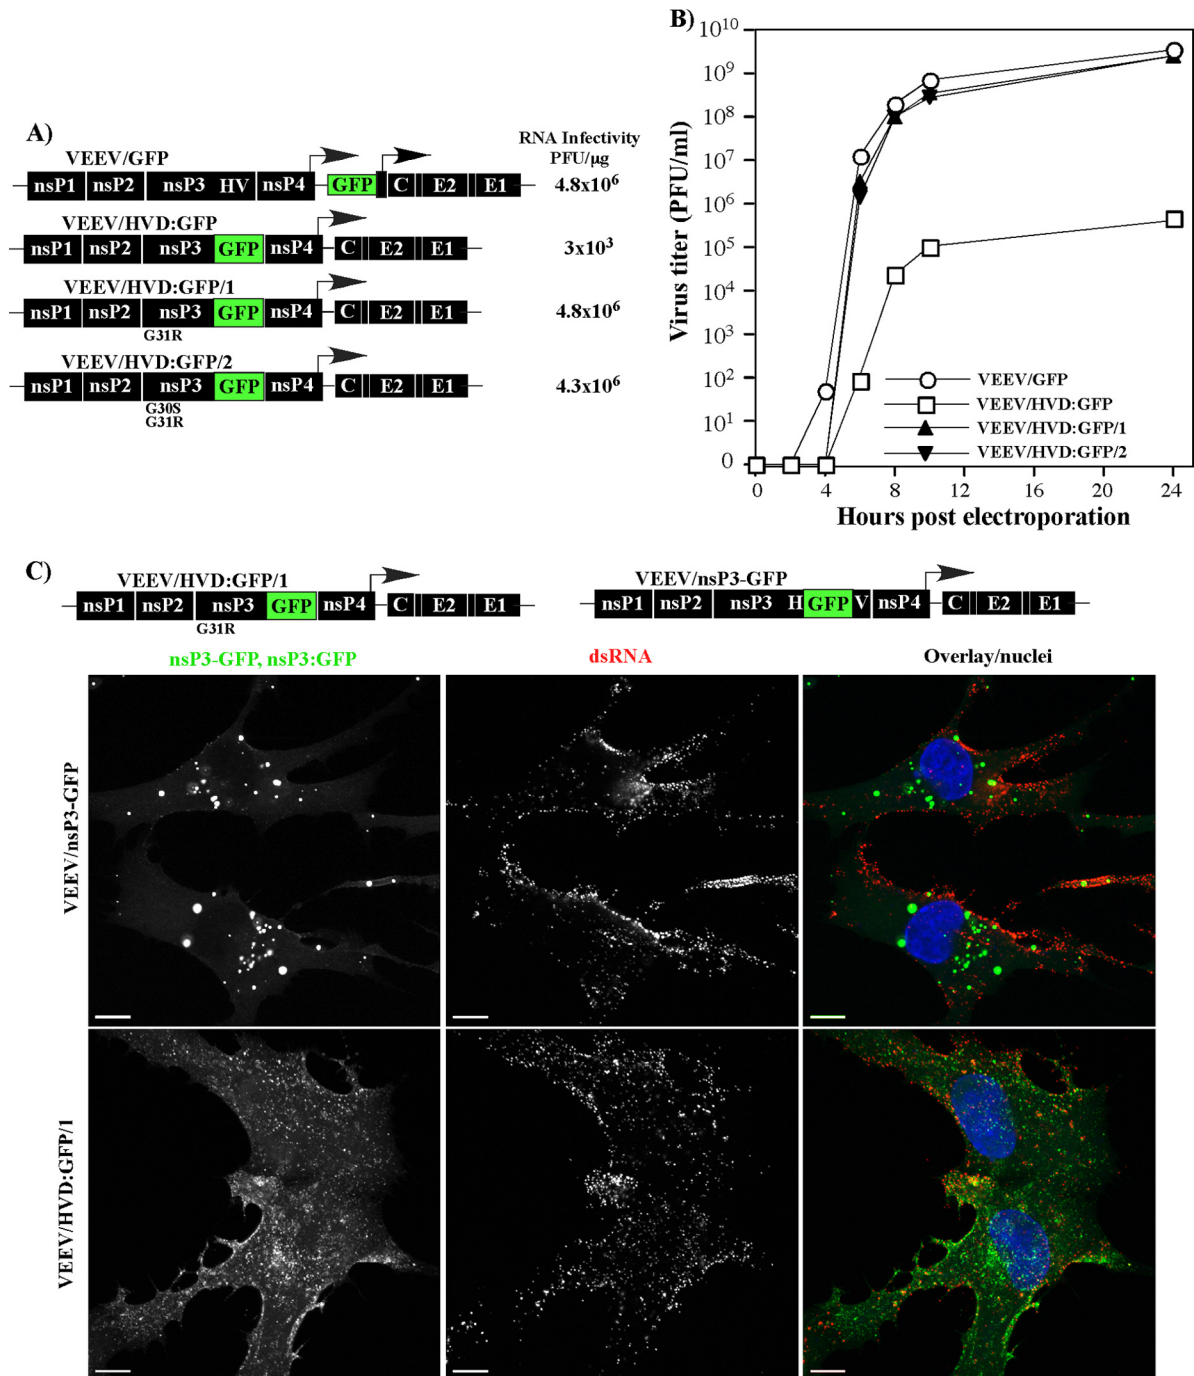 A)
RNA Infectivity
PFU/µg
VEEV/GFP
nsP1 nsP2 nsP3 HV nsP4 GFP C E2 E1 4.8x10⁶
VEEV/HVD:GFP
nsP1 nsP2 nsP3 GFP nsP4 C E2 E1 3x10³
VEEV/HVD:GFP/1
nsP1 nsP2 nsP3 GFP nsP4 C E2 E1 4.8x10⁶
G31R
VEEV/HVD:GFP/2
nsP1 nsP2 nsP3 GFP nsP4 C E2 E1 4.3x10⁶
G30S
G31R
B)
Virus titer (PFU/ml)
10¹⁰
10⁹
10⁸
10⁷
10⁶
10⁵
10⁴
10²
10¹
0
VEEV/GFP
VEEV/HVD:GFP
VEEV/HVD:GFP/1
VEEV/HVD:GFP/2
0 4 8 12 16 20 24
Hours post electroporation
C)
VEEV/HVD:GFP/1
nsP1 nsP2 nsP3 GFP nsP4 C E2 E1
G31R
VEEV/nsP3-GFP
nsP1 nsP2 nsP3 H GFP V nsP4 C E2 E1
nsP3-GFP, nsP3:GFP
dsRNA
Overlay/nuclei
VEEV/nsP3-GFP
VEEV/HVD:GFP/1